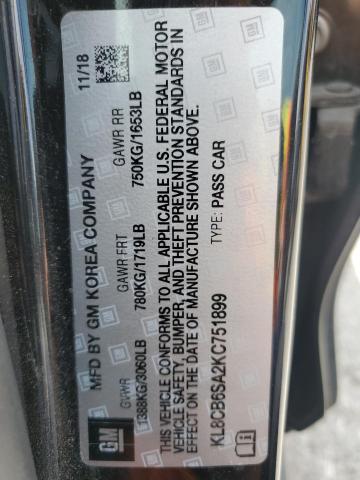 GM
MFD BY GM KOREA COMPANY
11/18
GVWR
GAWR FRT
GAWR RR
1388KG/3060LB
780KG/1719LB
750KG/1653LB
THIS VEHICLE CONFORMS TO ALL APPLICABLE U.S. FEDERAL MOTOR
VEHICLE SAFETY, BUMPER, AND THEFT PREVENTION STANDARDS IN
EFFECT ON THE DATE OF MANUFACTURE SHOWN ABOVE.
KL8CB6SA2KC751899
TYPE: PASS CAR